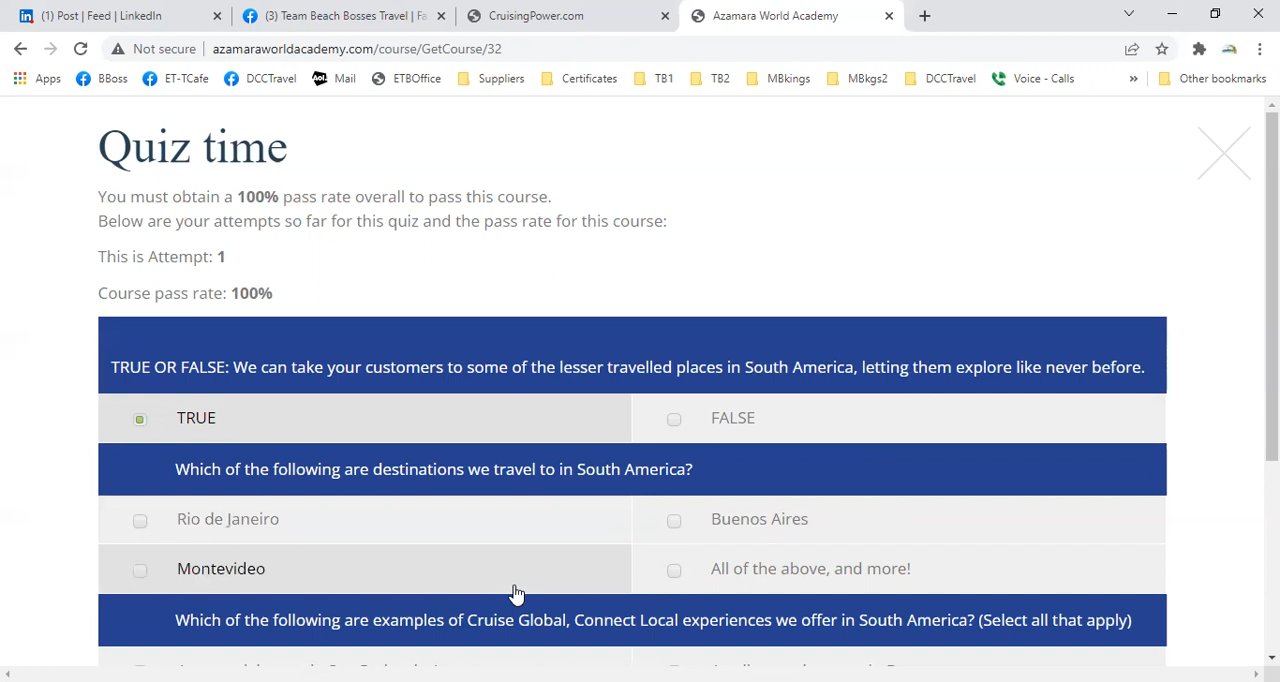 (1) Post | Feed | LinkedIn
(3) Team Beach Bosses Travel | Fa
CruisingPower.com
Azamara World Academy
Not secure
azamaraworldacademy.com/course/GetCourse/32
Apps
BBoss
ET-TCafe
DCCTravel
Mail
ETBOffice
Suppliers
Certificates
TB1
TB2
MBkings
MBkgs2
DCCTravel
Voice - Calls
»
Other bookmarks
Quiz time
You must obtain a 100% pass rate overall to pass this course.
Below are your attempts so far for this quiz and the pass rate for this course:
This is Attempt: 1
Course pass rate: 100%
TRUE OR FALSE: We can take your customers to some of the lesser travelled places in South America, letting them explore like never before.
TRUE
FALSE
Which of the following are destinations we travel to in South America?
Rio de Janeiro
Buenos Aires
Montevideo
All of the above, and more!
Which of the following are examples of Cruise Global, Connect Local experiences we offer in South America? (Select all that apply)